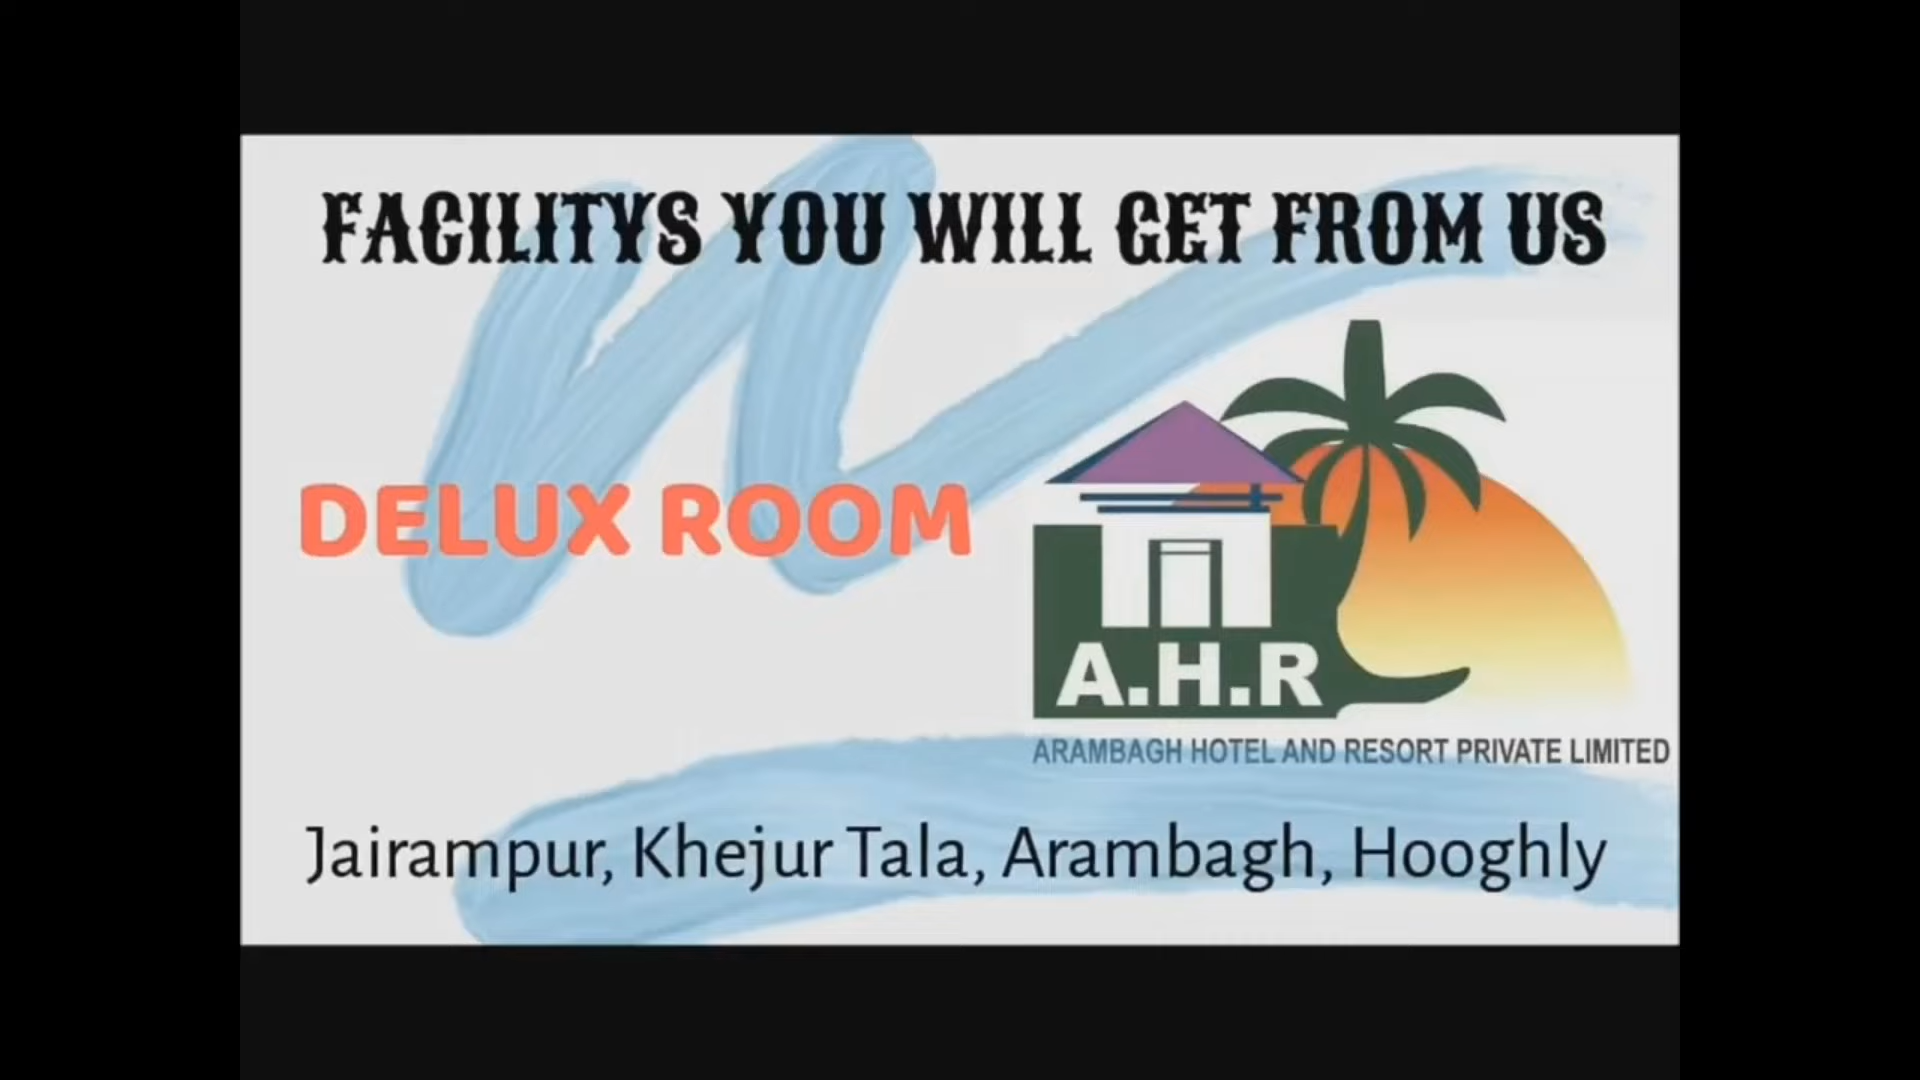 FACILITYS YOU WILL GET FROM US
DELUX ROOM
A.H.R
ARAMBAGH HOTEL AND RESORT PRIVATE LIMITED
Jairampur, Khejur Tala, Arambagh, Hooghly